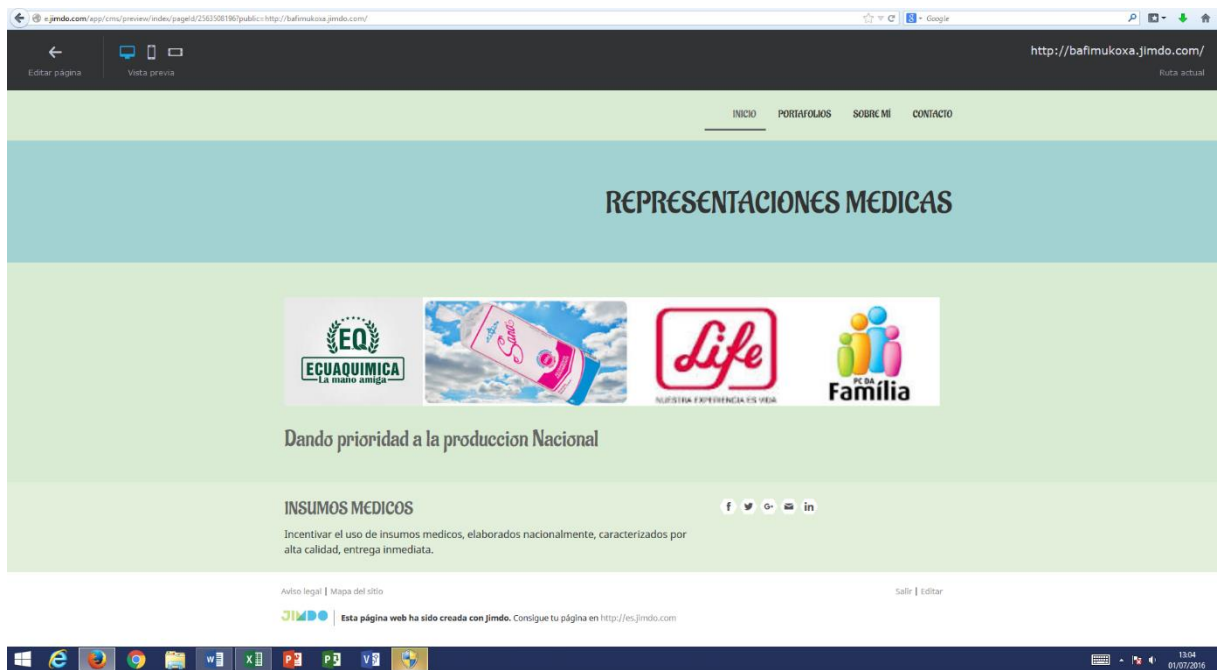 e.jimdo.com/app/cms/preview/index/pageId/2563508196?public=http://bafimukoxa.jimdo.com/
Google
http://bafimukoxa.jimdo.com/
Editar página
Vista previa
Ruta actual
INICIO PORTAFOLIOS SOBRE MÍ CONTACTO
REPRESENTACIONES MEDICAS
EQ
ECUAQUIMICA
La mano amiga
Sana
Life
NUESTRA EXPERIENCIA ES VIDA
PC DA
Família
Dando prioridad a la produccion Nacional
INSUMOS MEDICOS
Incentivar el uso de insumos medicos, elaborados nacionalmente, caracterizados por
alta calidad, entrega inmediata.
Aviso legal | Mapa del sitio
Salir | Editar
JIMDO
Esta página web ha sido creada con Jimdo. Consigue tu página en http://es.jimdo.com
13:04
01/07/2016